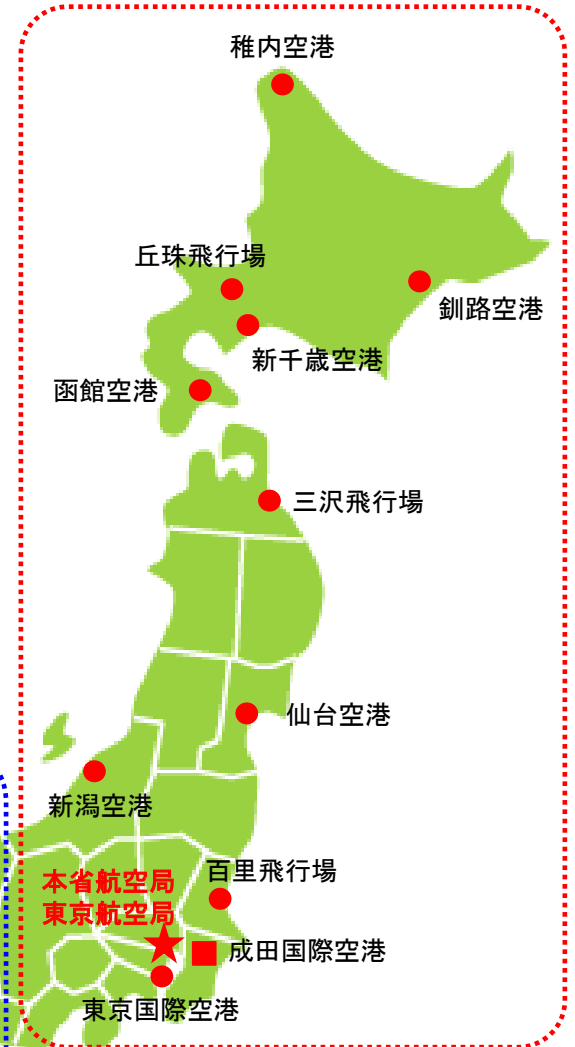 稚内空港
丘珠飛行場
釧路空港
新千歳空港
函館空港
三沢飛行場
仙台空港
新潟空港
百里飛行場
本省航空局
東京航空局
成田国際空港
東京国際空港